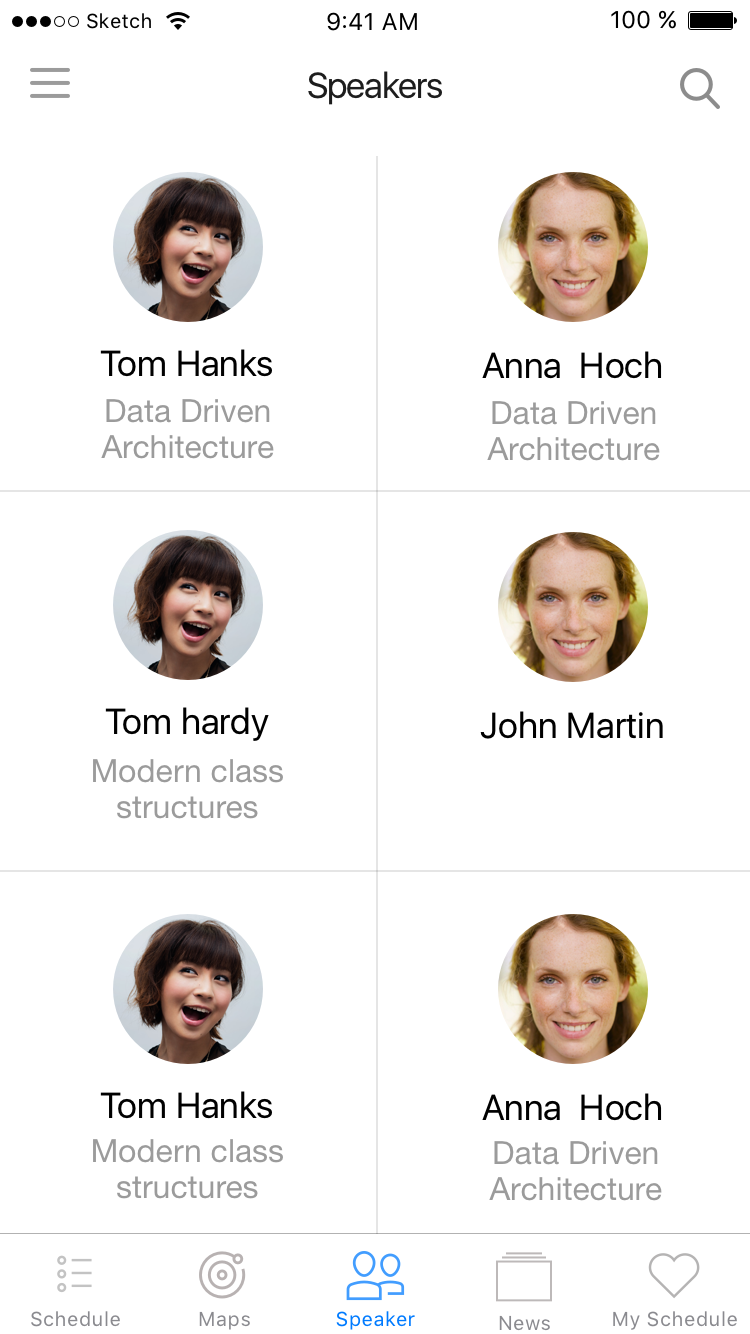 Sketch 9:41 AM 100 %
Speakers
Tom Hanks
Data Driven
Architecture
Anna Hoch
Data Driven
Architecture
Tom hardy
Modern class
structures
John Martin
Tom Hanks
Modern class
structures
Anna Hoch
Data Driven
Architecture
Schedule Maps Speaker News My Schedule